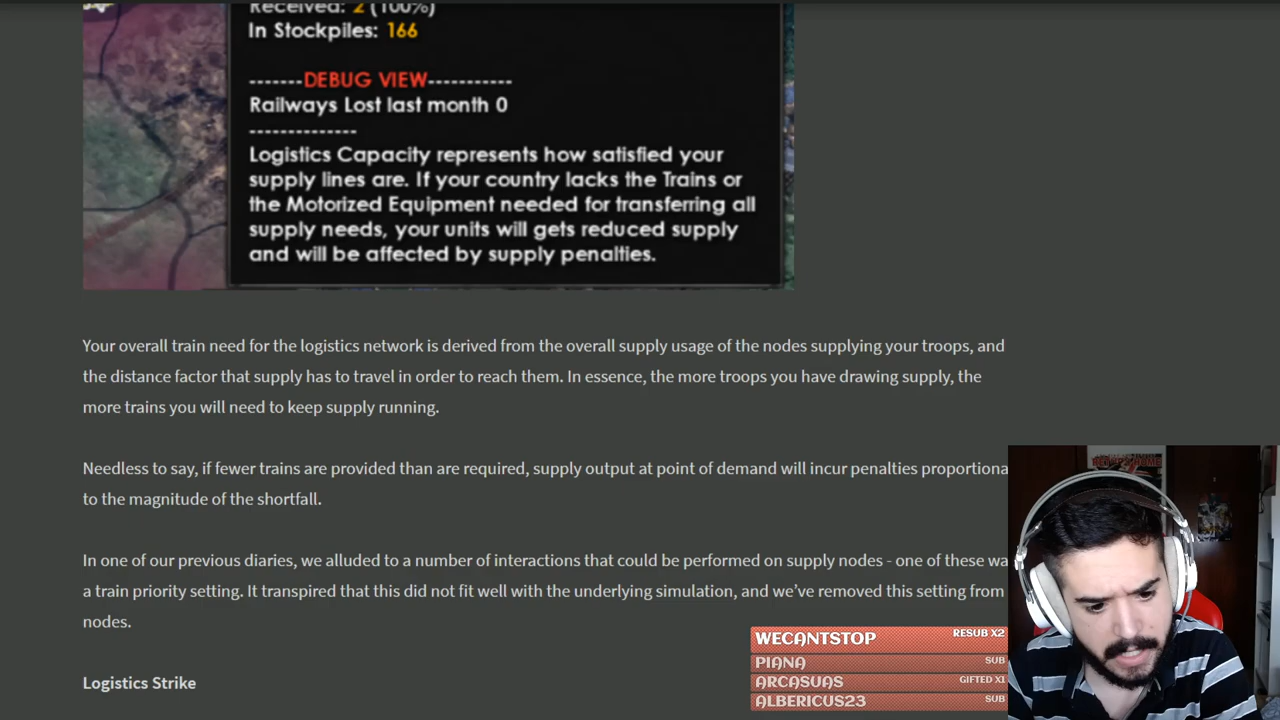 Received: 2 (100%)
In Stockpiles: 166
-------DEBUG VIEW-----------
Railways Lost last month 0
--------------
Logistics Capacity represents how satisfied your
supply lines are. If your country lacks the Trains or
the Motorized Equipment needed for transferring all
supply needs, your units will gets reduced supply
and will be affected by supply penalties.
Your overall train need for the logistics network is derived from the overall supply usage of the nodes supplying your troops, and
the distance factor that supply has to travel in order to reach them. In essence, the more troops you have drawing supply, the
more trains you will need to keep supply running.
Needless to say, if fewer trains are provided than are required, supply output at point of demand will incur penalties proportiona
to the magnitude of the shortfall.
In one of our previous diaries, we alluded to a number of interactions that could be performed on supply nodes - one of these wa
a train priority setting. It transpired that this did not fit well with the underlying simulation, and we've removed this setting from
nodes.
Logistics Strike
WECANTSTOP RESUB X2
PIANA SUB
ARCASUAS GIFTED X1
ALBERICUS23 SUB